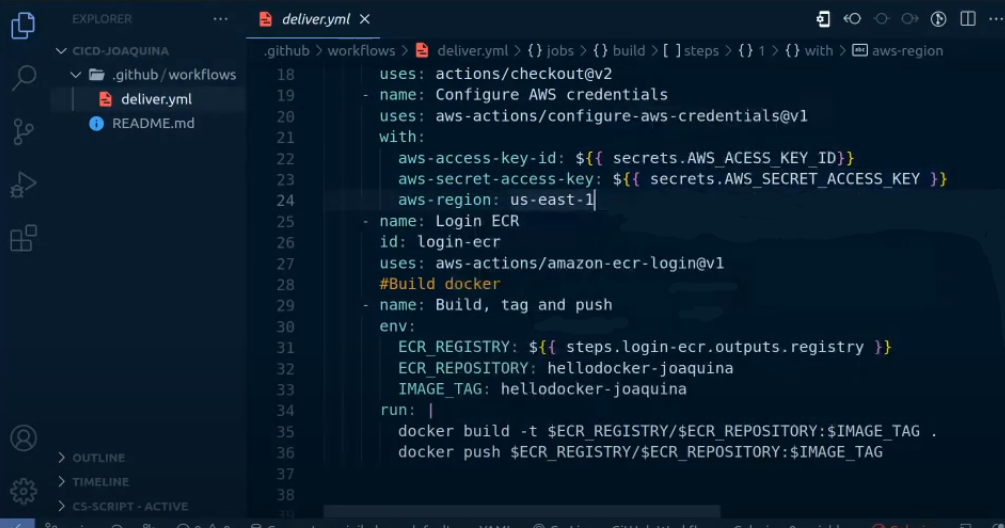 EXPLORER
deliver.yml
CICD-JOAQUINA
.github / workflows
deliver.yml
README.md
OUTLINE
TIMELINE
CS-SCRIPT - ACTIVE
.github > workflows > deliver.yml > {} jobs > {} build > [ ] steps > {} 1 > {} with > abc aws-region
18 uses: actions/checkout@v2
19 - name: Configure AWS credentials
20 uses: aws-actions/configure-aws-credentials@v1
21 with:
22 aws-access-key-id: ${{ secrets.AWS_ACESS_KEY_ID}}
23 aws-secret-access-key: ${{ secrets.AWS_SECRET_ACCESS_KEY }}
24 aws-region: us-east-1
25 - name: Login ECR
26 id: login-ecr
27 uses: aws-actions/amazon-ecr-login@v1
28 #Build docker
29 - name: Build, tag and push
30 env:
31 ECR_REGISTRY: ${{ steps.login-ecr.outputs.registry }}
32 ECR_REPOSITORY: hellodocker-joaquina
33 IMAGE_TAG: hellodocker-joaquina
34 run: |
35 docker build -t $ECR_REGISTRY/$ECR_REPOSITORY:$IMAGE_TAG .
36 docker push $ECR_REGISTRY/$ECR_REPOSITORY:$IMAGE_TAG
37
38
39